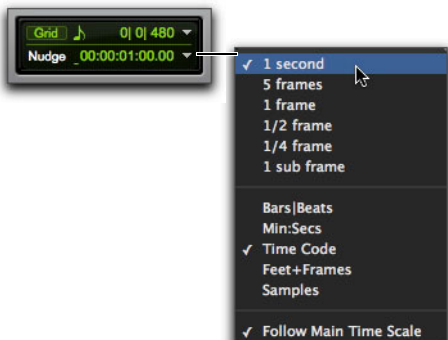 Grid 0| 0| 480
Nudge 00:00:01:00.00
✓ 1 second
5 frames
1 frame
1/2 frame
1/4 frame
1 sub frame
Bars|Beats
Min:Secs
✓ Time Code
Feet+Frames
Samples
✓ Follow Main Time Scale